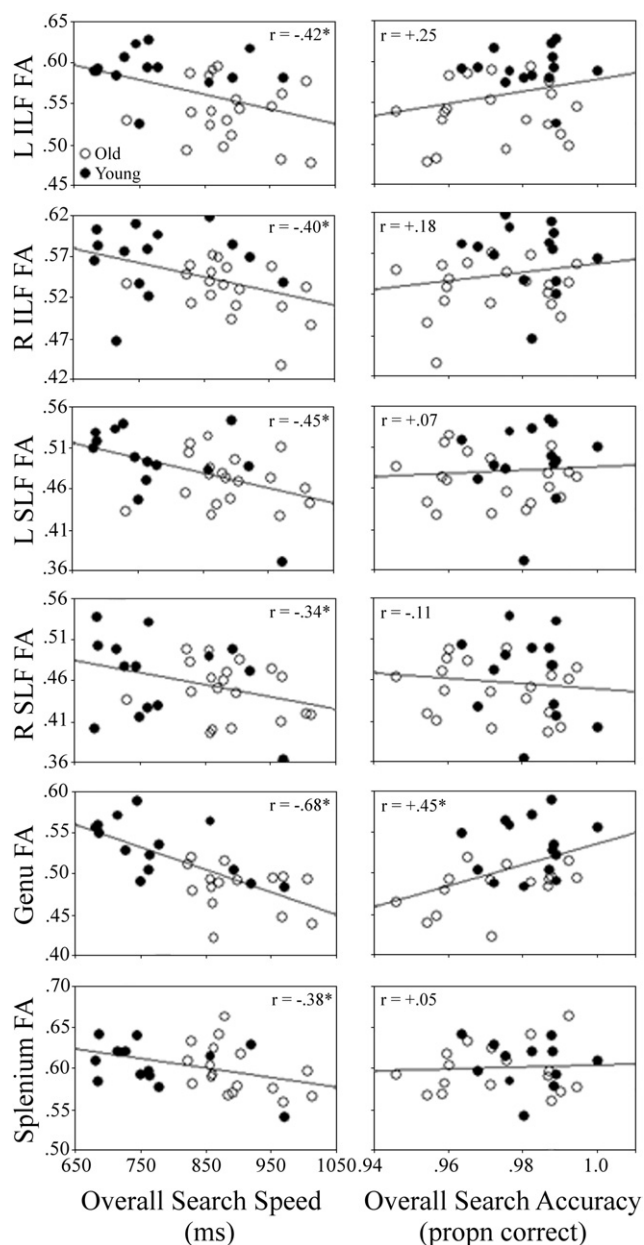 L ILF FA
.65
.60
.55
.50
.45
r = -.42*
r = +.25
Old
Young
R ILF FA
.62
.57
.52
.47
.42
r = -.40*
r = +.18
L SLF FA
.56
.51
.46
.41
.36
r = -.45*
r = +.07
R SLF FA
.56
.51
.46
.41
.36
r = -.34*
r = -.11
Genu FA
.60
.55
.50
.45
.40
r = -.68*
r = +.45*
Splenium FA
.70
.65
.60
.55
.50
r = -.38*
r = +.05
650 750 850 950 1050
0.94 .96 .98 1.0
Overall Search Speed
(ms)
Overall Search Accuracy
(propn correct)